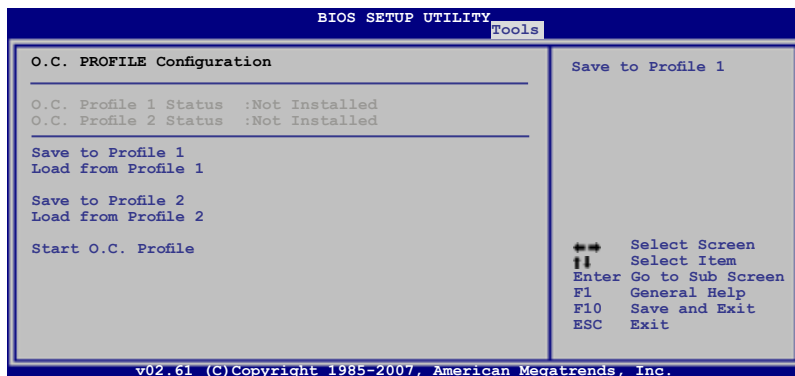 BIOS SETUP UTILITY
Tools
O.C. PROFILE Configuration
O.C. Profile 1 Status :Not Installed
O.C. Profile 2 Status :Not Installed
Save to Profile 1
Load from Profile 1
Save to Profile 2
Load from Profile 2
Start O.C. Profile
Save to Profile 1
Select Screen
Select Item
Enter Go to Sub Screen
F1 General Help
F10 Save and Exit
ESC Exit
v02.61 (C)Copyright 1985-2007, American Megatrends, Inc.